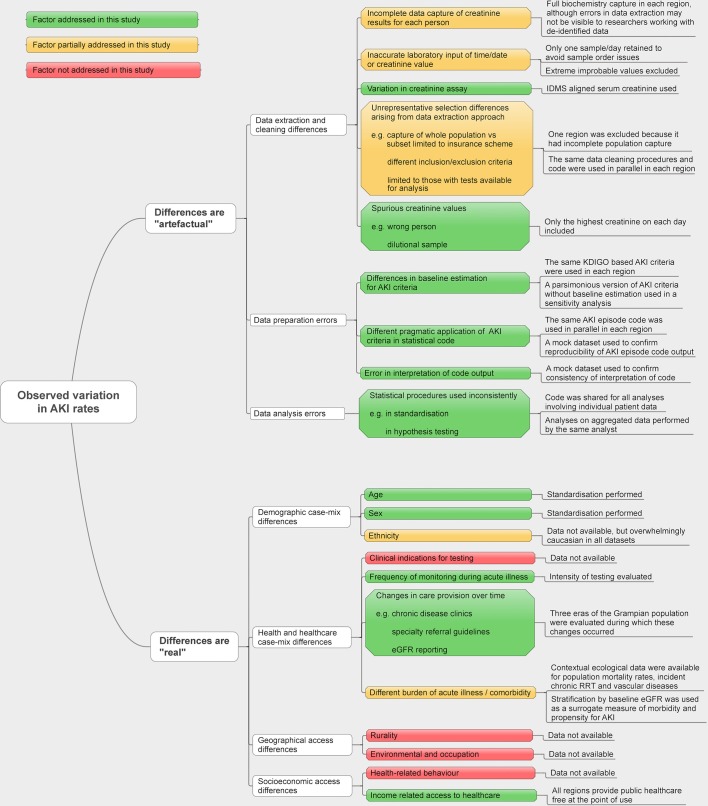 Factor addressed in this study
Factor partially addressed in this study
Factor not addressed in this study
Observed variation
in AKI rates
Differences are
"artefactual"
Data extraction and
cleaning differences
Incomplete data capture of creatinine
results for each person
Full biochemistry capture in each region,
although errors in data extraction may
not be visible to researchers working with
de-identified data
Inaccurate laboratory input of time/date
or creatinine value
Only one sample/day retained to
avoid sample order issues
Extreme improbable values excluded
Variation in creatinine assay
IDMS aligned serum creatinine used
Unrepresentative selection differences
arising from data extraction approach
e.g. capture of whole population vs
subset limited to insurance scheme
different inclusion/exclusion criteria
limited to those with tests available
for analysis
One region was excluded because it
had incomplete population capture
The same data cleaning procedures and
code were used in parallel in each region
Spurious creatinine values
e.g. wrong person
dilutional sample
Only the highest creatinine on each day
included
Data preparation errors
Differences in baseline estimation
for AKI criteria
The same KDIGO based AKI criteria
were used in each region
A parsimonious version of AKI criteria
without baseline estimation used in a
sensitivity analysis
Different pragmatic application of AKI
criteria in statistical code
The same AKI episode code was
used in parallel in each region
A mock dataset used to confirm
reproducibility of AKI episode code output
Error in interpretation of code output
A mock dataset used to confirm
consistency of interpretation of code
Data analysis errors
Statistical procedures used inconsistently
e.g. in standardisation
in hypothesis testing
Code was shared for all analyses
involving individual patient data
Analyses on aggregated data performed
by the same analyst
Differences are
"real"
Demographic case-mix
differences
Age
Standardisation performed
Sex
Standardisation performed
Ethnicity
Data not available, but overwhelmingly
caucasian in all datasets
Health and healthcare
case-mix differences
Clinical indications for testing
Data not available
Frequency of monitoring during acute illness
Intensity of testing evaluated
Changes in care provision over time
e.g. chronic disease clinics
specialty referral guidelines
eGFR reporting
Three eras of the Grampian population
were evaluated during which these
changes occurred
Different burden of acute illness / comorbidity
Contextual ecological data were available
for population mortality rates, incident
chronic RRT and vascular diseases
Stratification by baseline eGFR was used
as a surrogate measure of morbidity and
propensity for AKI
Geographical access
differences
Rurality
Data not available
Environmental and occupation
Data not available
Socioeconomic access
differences
Health-related behaviour
Data not available
Income related access to healthcare
All regions provide public healthcare
free at the point of use